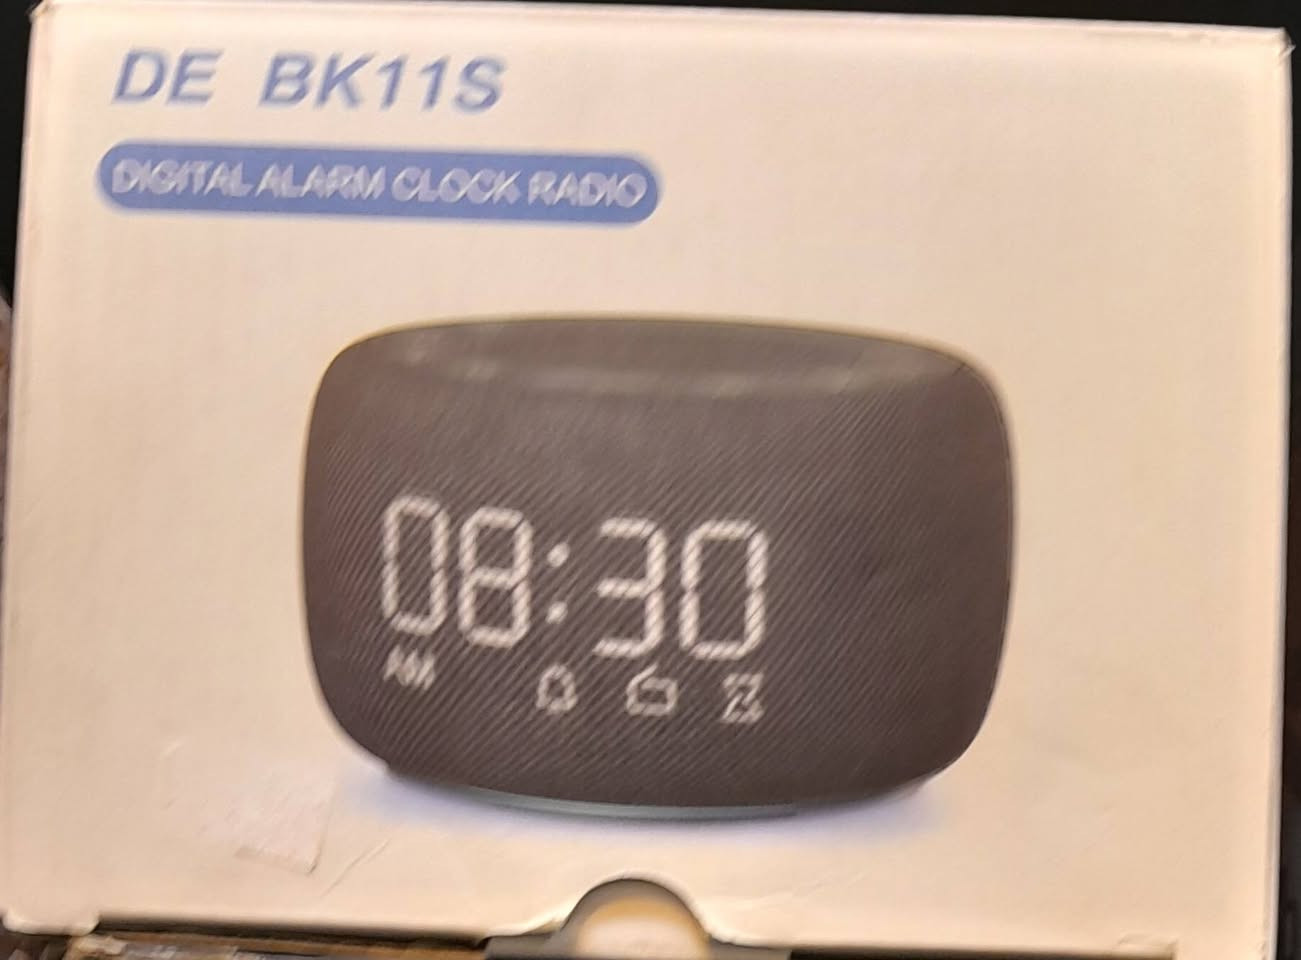 DE BK11S
DIGITAL ALARM CLOCK RADIO
08:30
AM